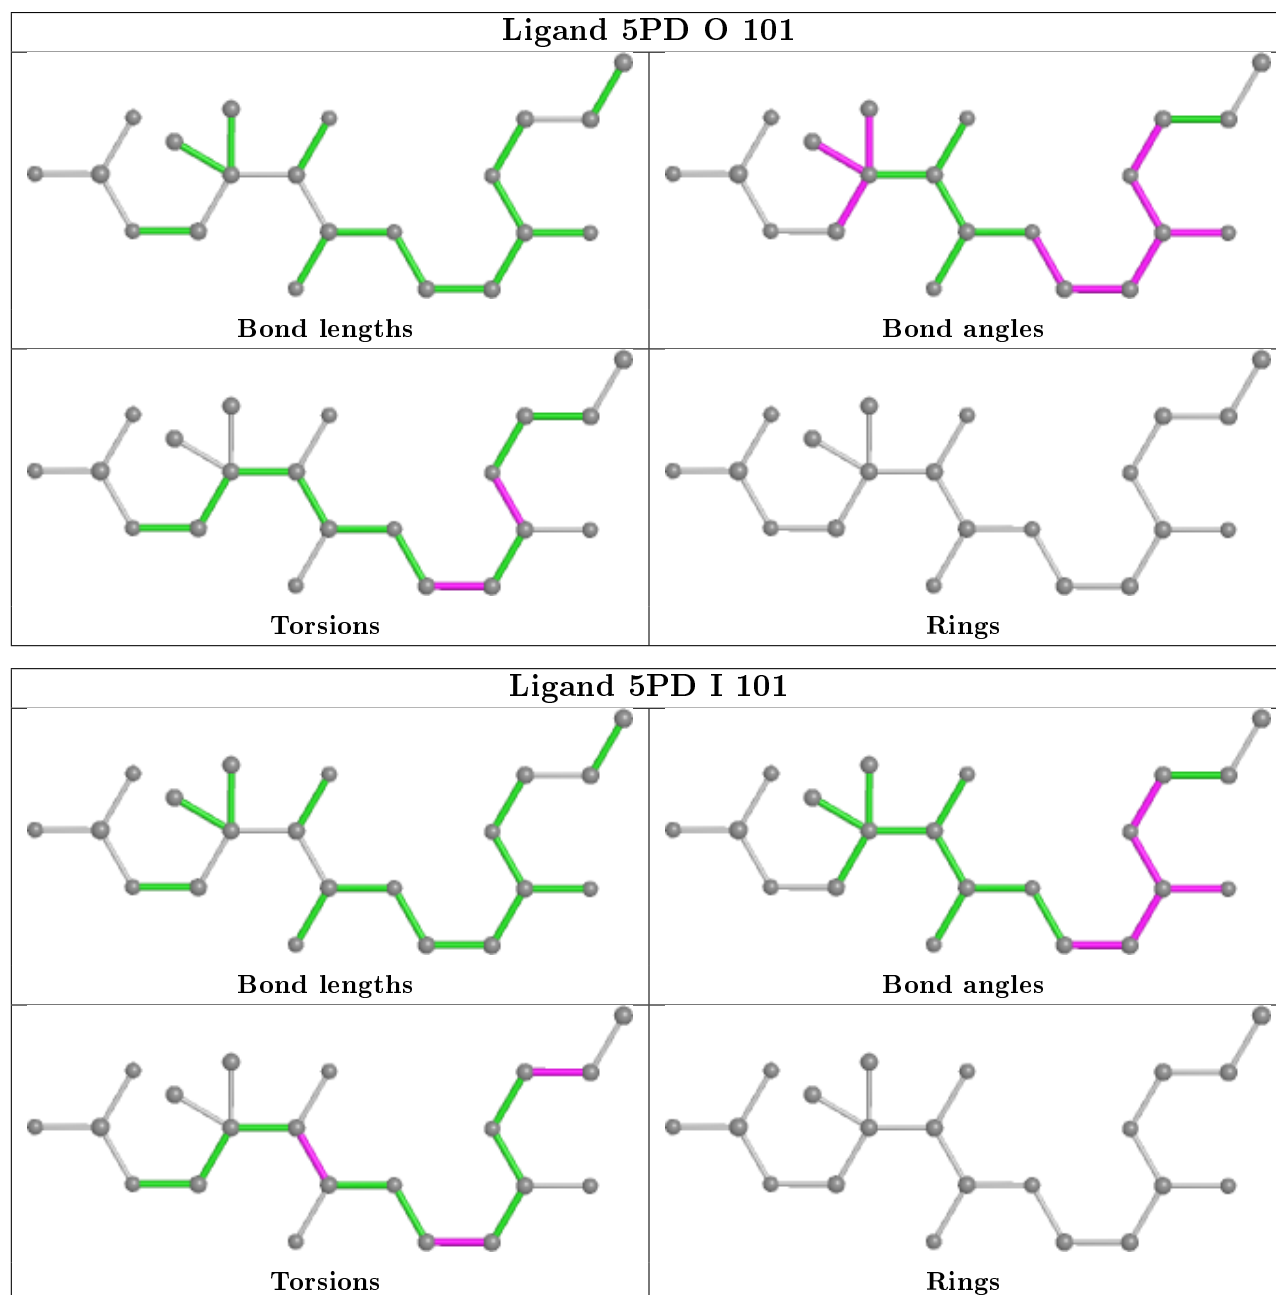 Ligand 5PD O 101
Bond lengths
Bond angles
Torsions
Rings
Ligand 5PD I 101
Bond lengths
Bond angles
Torsions
Rings